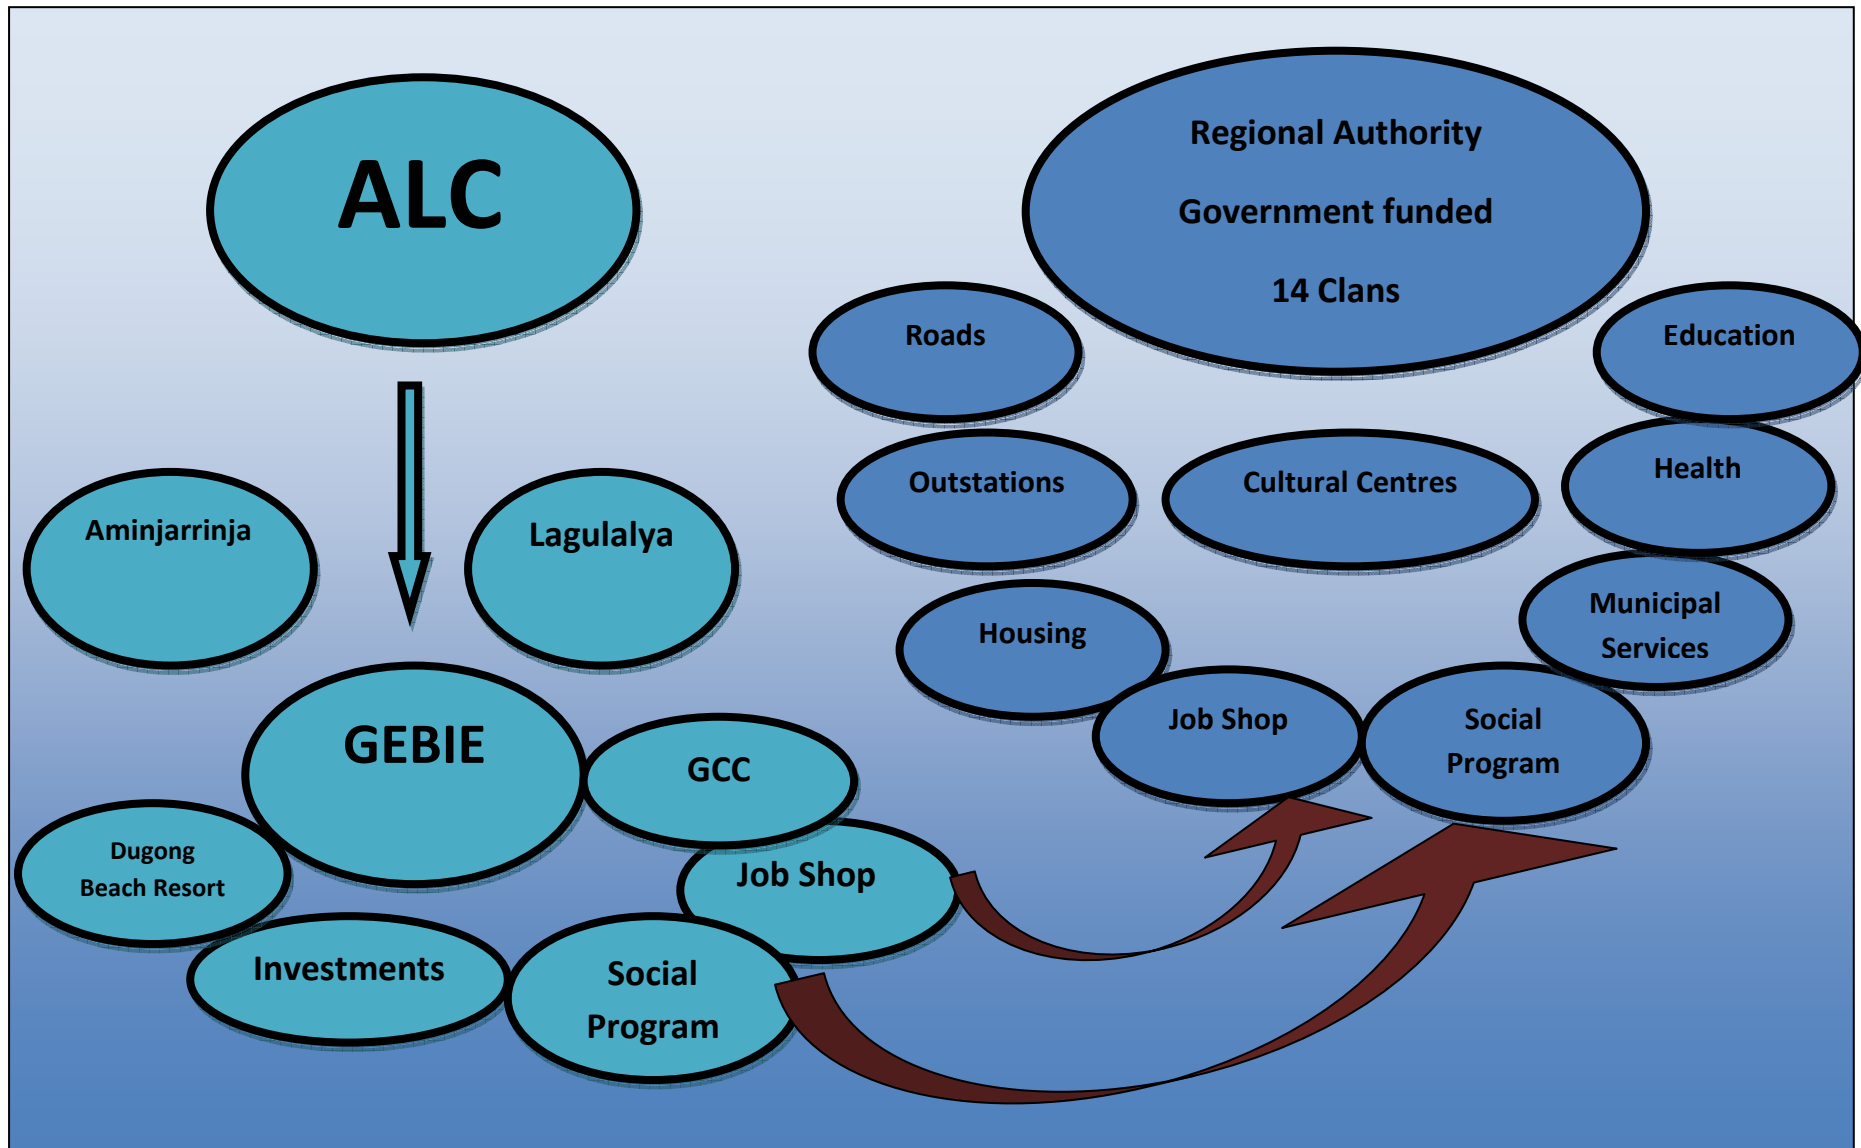 ALC
Regional Authority
Government funded
14 Clans
Roads
Education
Outstations
Cultural Centres
Health
Municipal
Services
Housing
Job Shop
Social
Program
Aminjarrinja
Lagulalya
GEBIE
GCC
Dugong
Beach Resort
Job Shop
Investments
Social
Program